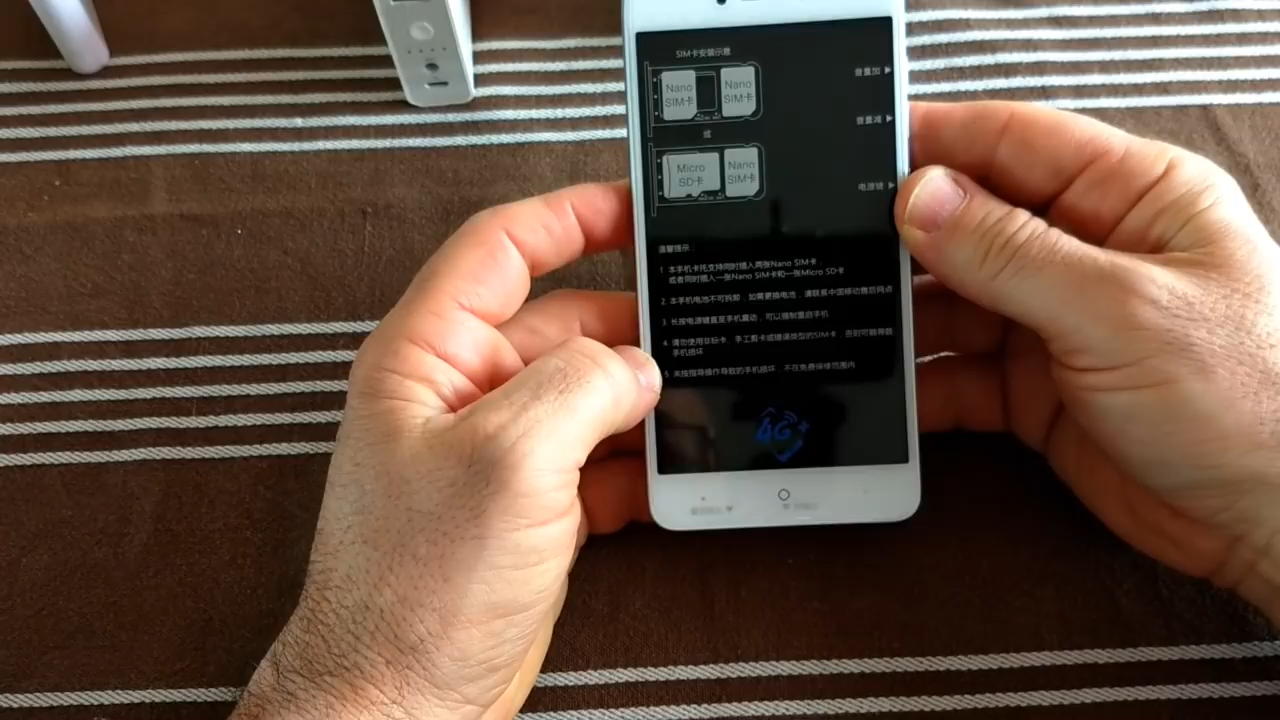 SIM卡安装示意
Nano
SIM卡
Nano
SIM卡
或
Micro
SD卡
Nano
SIM卡
音量加
音量减
电源键
温馨提示：
1 本手机卡托支持同时插入两张Nano SIM卡，
或者同时插入一张Nano SIM卡和一张Micro SD卡
2. 本手机电池不可拆卸，如需更换电池，请联系中国移动售后网点
3. 长按电源键直至手机震动，可以强制重启手机
4. 请勿使用非标卡、手工剪卡或错误类型的SIM卡，否则可能导致
手机损坏
5 未按指导操作导致的手机损坏，不在免费保修范围内
4G+